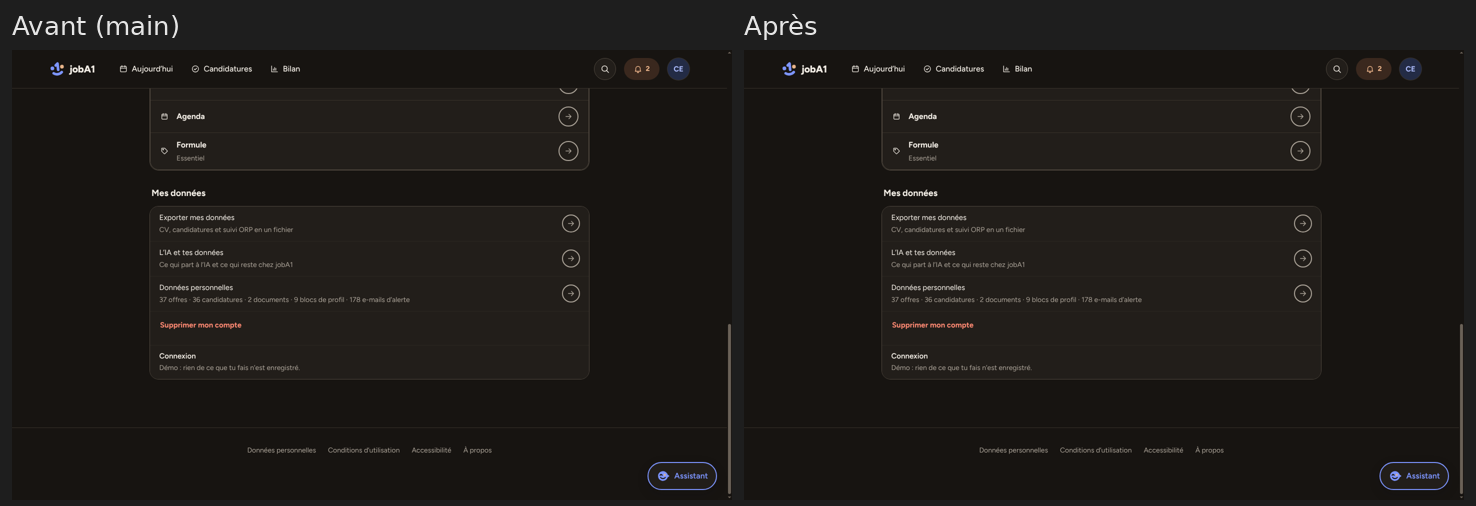 Avant (main)
jobA1 Aujourd'hui Candidatures Bilan 2 CE
Agenda
Formule
Essentiel
Mes données
Exporter mes données
CV, candidatures et suivi ORP en un fichier
L'IA et tes données
Ce qui part à l'IA et ce qui reste chez jobA1
Données personnelles
37 offres · 36 candidatures · 2 documents · 9 blocs de profil · 178 e-mails d'alerte
Supprimer mon compte
Connexion
Démo : rien de ce que tu fais n'est enregistré.
Données personnelles Conditions d'utilisation Accessibilité À propos
Assistant
Après
jobA1 Aujourd'hui Candidatures Bilan 2 CE
Agenda
Formule
Essentiel
Mes données
Exporter mes données
CV, candidatures et suivi ORP en un fichier
L'IA et tes données
Ce qui part à l'IA et ce qui reste chez jobA1
Données personnelles
37 offres · 36 candidatures · 2 documents · 9 blocs de profil · 178 e-mails d'alerte
Supprimer mon compte
Connexion
Démo : rien de ce que tu fais n'est enregistré.
Données personnelles Conditions d'utilisation Accessibilité À propos
Assistant